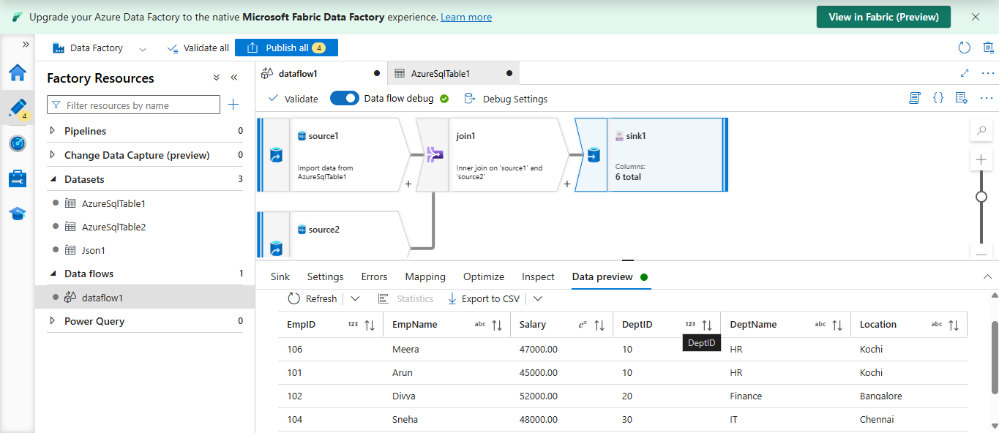 Upgrade your Azure Data Factory to the native Microsoft Fabric Data Factory experience. Learn more
View in Fabric (Preview)
Data Factory
Validate all
Publish all 4
Factory Resources
Filter resources by name
4
Pipelines 0
Change Data Capture (preview) 0
Datasets 3
AzureSqlTable1
AzureSqlTable2
Json1
Data flows 1
dataflow1
Power Query 0
dataflow1
AzureSqlTable1
Validate
Data flow debug
Debug Settings
source1
Import data from
AzureSqlTable1
join1
Inner join on 'source1' and
'source2'
sink1
Columns:
6 total
source2
Sink Settings Errors Mapping Optimize Inspect Data preview
Refresh Statistics Export to CSV
EmpID 123 EmpName abc Salary eˣ DeptID 123 DeptName abc Location abc
DeptID
106 Meera 47000.00 10 HR Kochi
101 Arun 45000.00 10 HR Kochi
102 Divya 52000.00 20 Finance Bangalore
104 Sneha 48000.00 30 IT Chennai